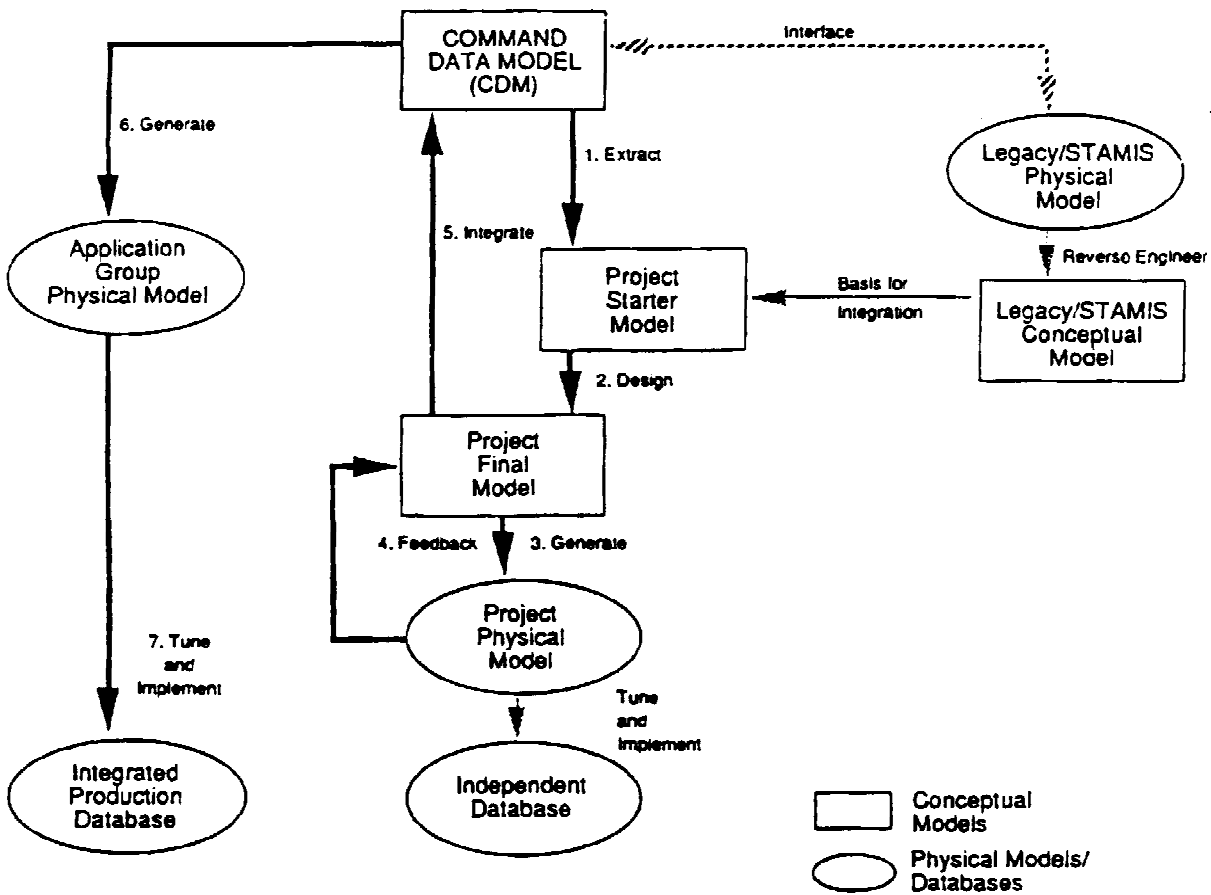 COMMAND
DATA MODEL
(CDM)
Interface
6. Generate
1. Extract
Legacy/STAMIS
Physical
Model
5. Integrate
Application
Group
Physical Model
Reverso Engineer
Project
Starter
Model
Basis for
Integration
Legacy/STAMIS
Conceptual
Model
2. Design
Project
Final
Model
4. Feedback
3. Generate
Project
Physical
Model
7. Tune
and
Implement
Tune
and
Implement
Integrated
Production
Database
Independent
Database
Conceptual
Models
Physical Models/
Databases